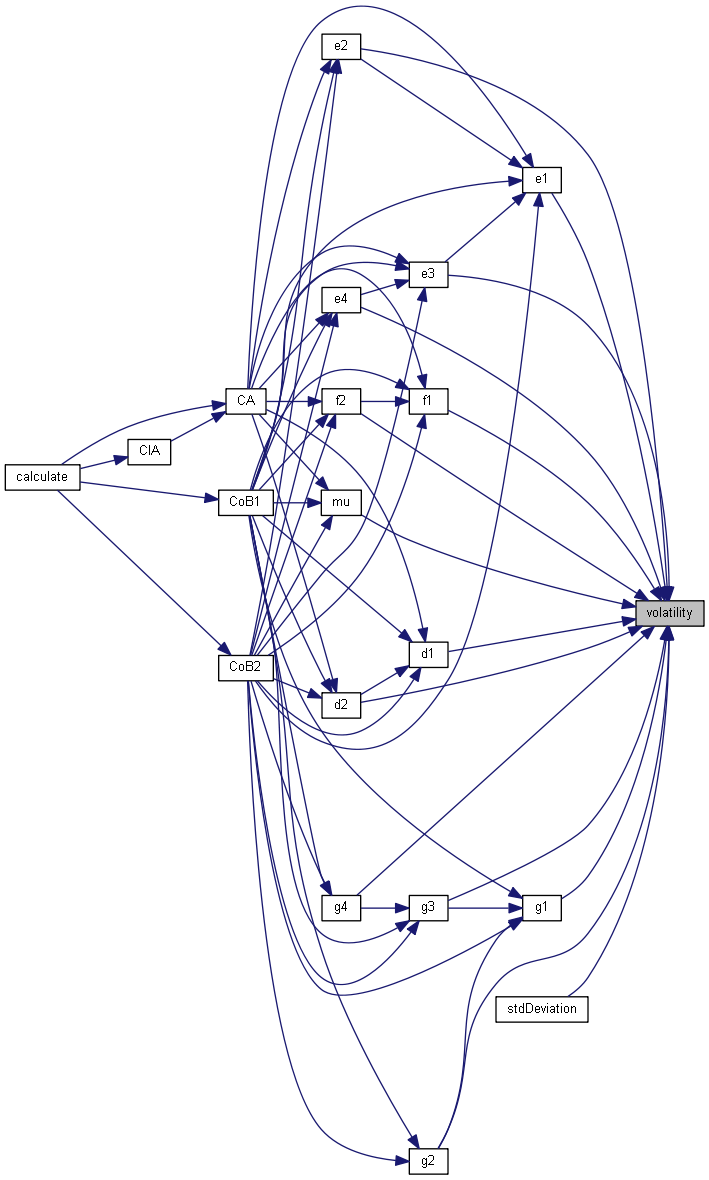 e2
e1
e3
e4
CA
f2
f1
CIA
calculate
CoB1
mu
volatility
d1
CoB2
d2
g4
g3
g1
stdDeviation
g2